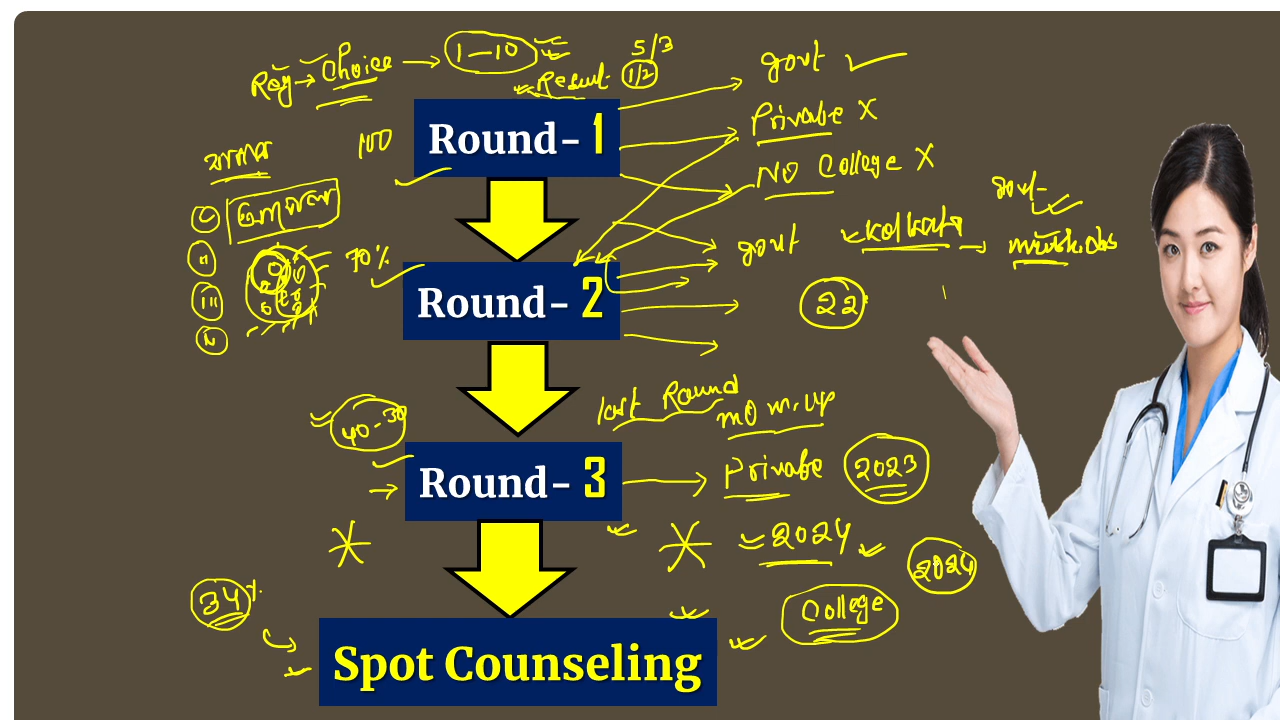 Reg → Choice → 1-10
Result 1/2 5/3
govt
Round- 1
100
Private X
NO College X
govt
govt Kolkata →
70%
Round- 2
22
last Round
40-30
Round- 3
Private 2023
2024
2024
34%
College
Spot Counseling